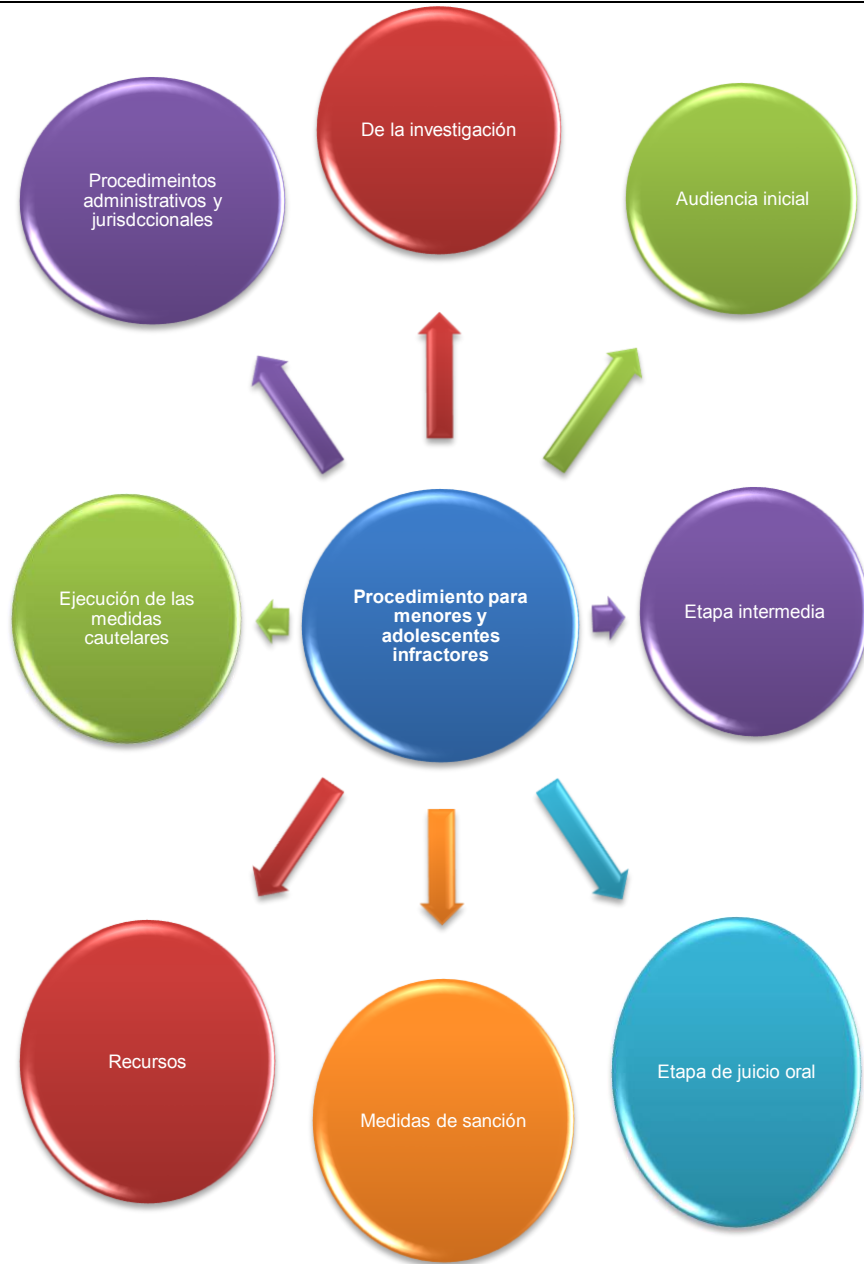 De la investigación
Audiencia inicial
Etapa intermedia
Etapa de juicio oral
Medidas de sanción
Recursos
Ejecución de las
medidas
cautelares
Procedimeintos
administrativos y
jurisdccionales
Procedimiento para
menores y
adolescentes
infractores